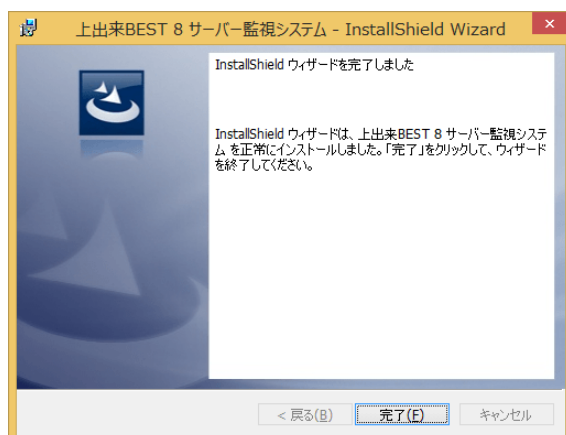 上出来BEST 8 サーバー監視システム - InstallShield Wizard
InstallShield ウィザードを完了しました
InstallShield ウィザードは、上出来BEST 8 サーバー監視システ
ム を正常にインストールしました。「完了」をクリックして、ウィザード
を終了してください。
< 戻る(B) 完了(F) キャンセル